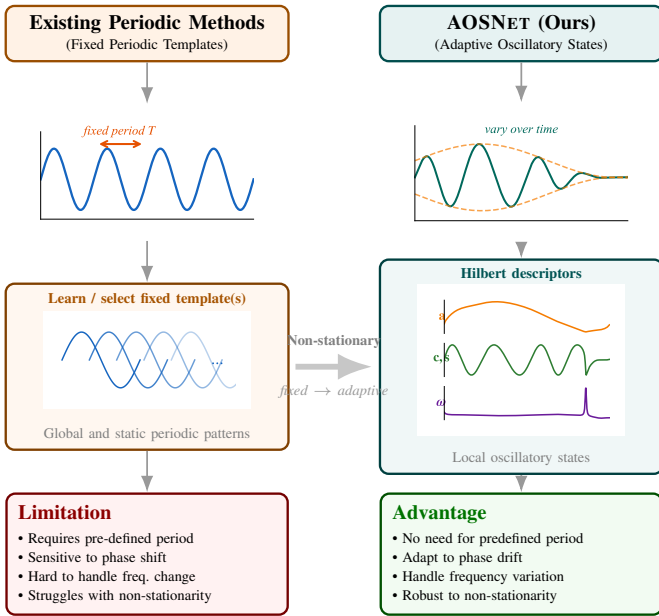 Existing Periodic Methods
(Fixed Periodic Templates)
fixed period T
Learn / select fixed template(s)
...
Global and static periodic patterns
Limitation
• Requires pre-defined period
• Sensitive to phase shift
• Hard to handle freq. change
• Struggles with non-stationarity
Non-stationary
fixed → adaptive
AOSNET (Ours)
(Adaptive Oscillatory States)
vary over time
Hilbert descriptors
a
c, s
ω
Local oscillatory states
Advantage
• No need for predefined period
• Adapt to phase drift
• Handle frequency variation
• Robust to non-stationarity